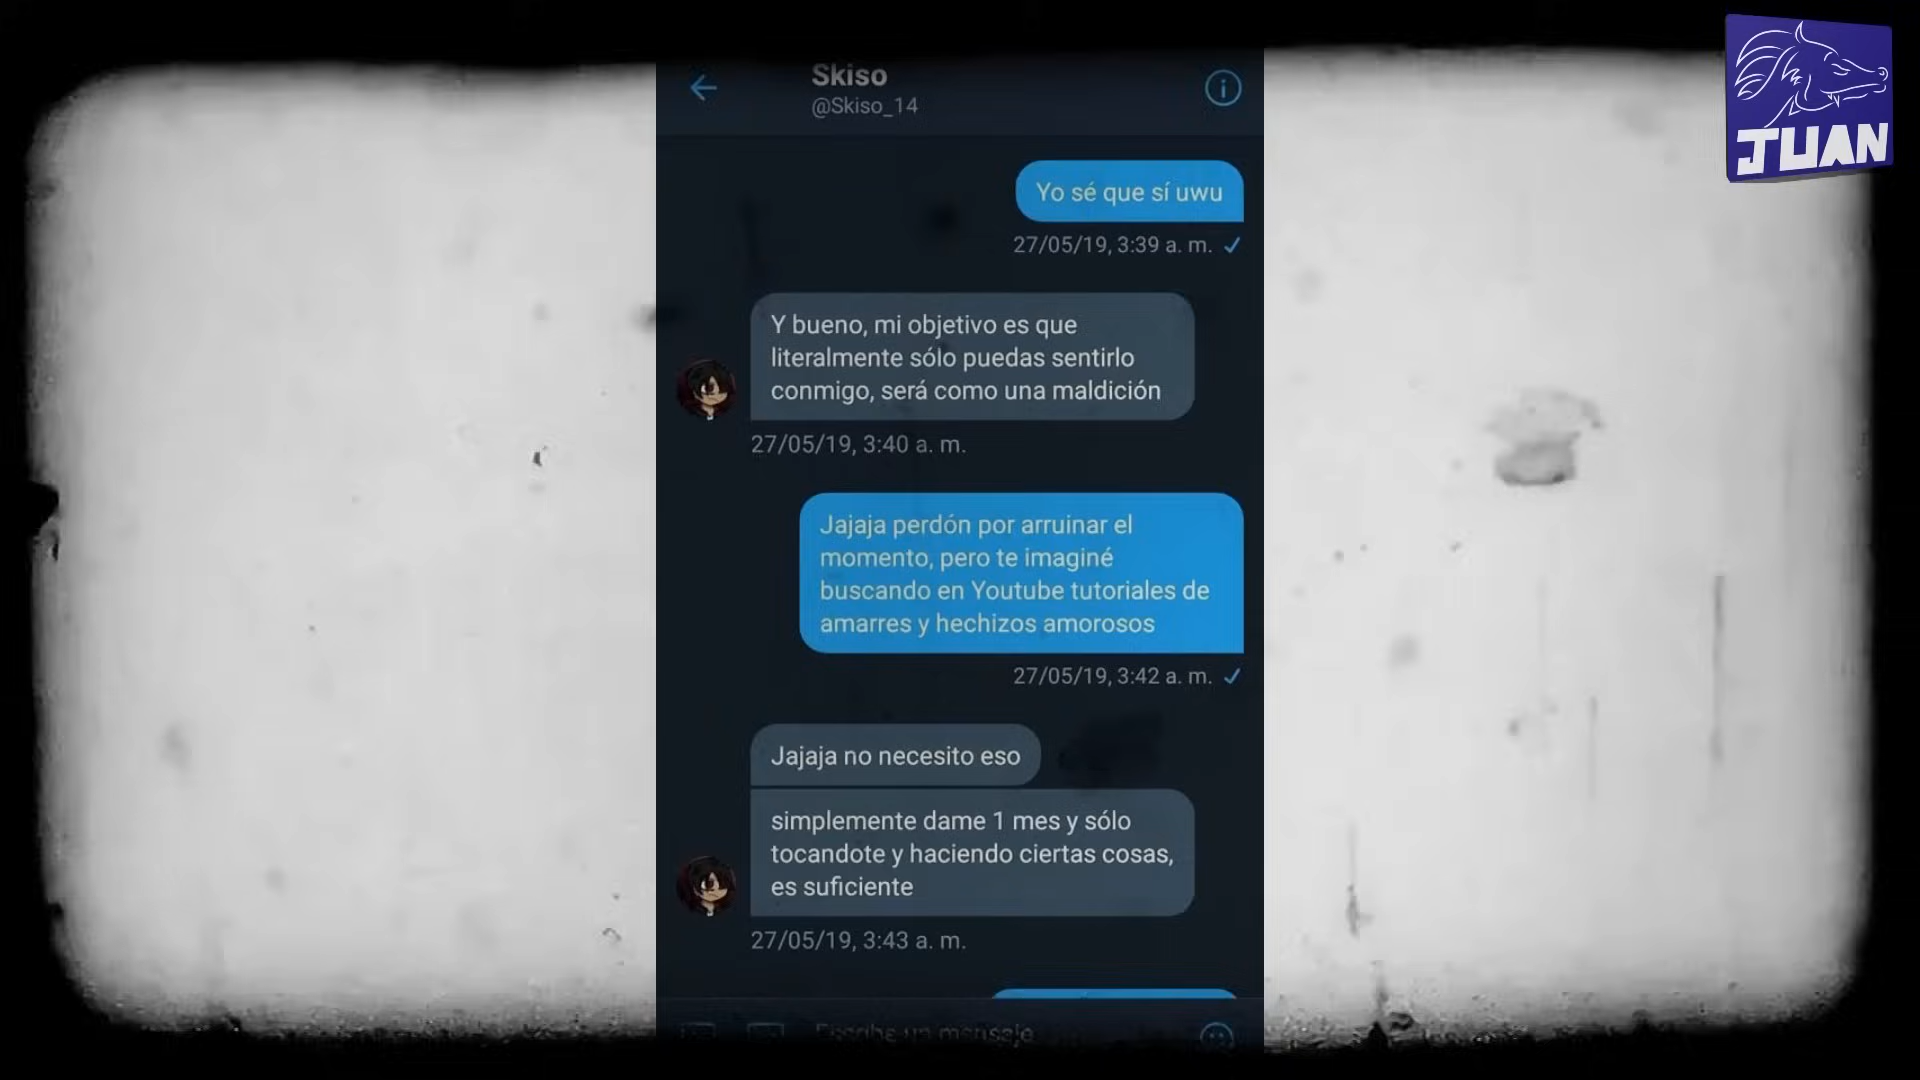 JUAN
Skiso
@Skiso_14
Yo sé que sí uwu
27/05/19, 3:39 a. m.
Y bueno, mi objetivo es que
literalmente sólo puedas sentirlo
conmigo, será como una maldición
27/05/19, 3:40 a. m.
Jajaja perdón por arruinar el
momento, pero te imaginé
buscando en Youtube tutoriales de
amarres y hechizos amorosos
27/05/19, 3:42 a. m.
Jajaja no necesito eso
simplemente dame 1 mes y sólo
tocandote y haciendo ciertas cosas,
es suficiente
27/05/19, 3:43 a. m.
Escribe un mensaje